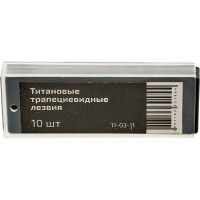 Титановые
трапециевидные
лезвия
10 шт
11-03-11